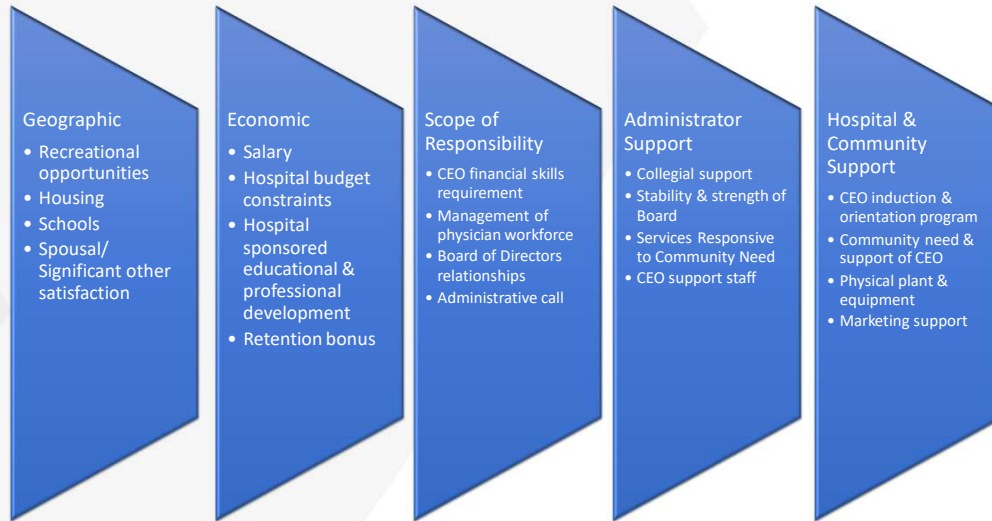 Geographic
• Recreational
opportunities
• Housing
• Schools
• Spousal/
Significant other
satisfaction
Economic
• Salary
• Hospital budget
constraints
• Hospital
sponsored
educational &
professional
development
• Retention bonus
Scope of
Responsibility
• CEO financial skills
requirement
• Management of
physician workforce
• Board of Directors
relationships
• Administrative call
Administrator
Support
• Collegial support
• Stability & strength of
Board
• Services Responsive
to Community Need
• CEO support staff
Hospital &
Community
Support
• CEO induction &
orientation program
• Community need &
support of CEO
• Physical plant &
equipment
• Marketing support